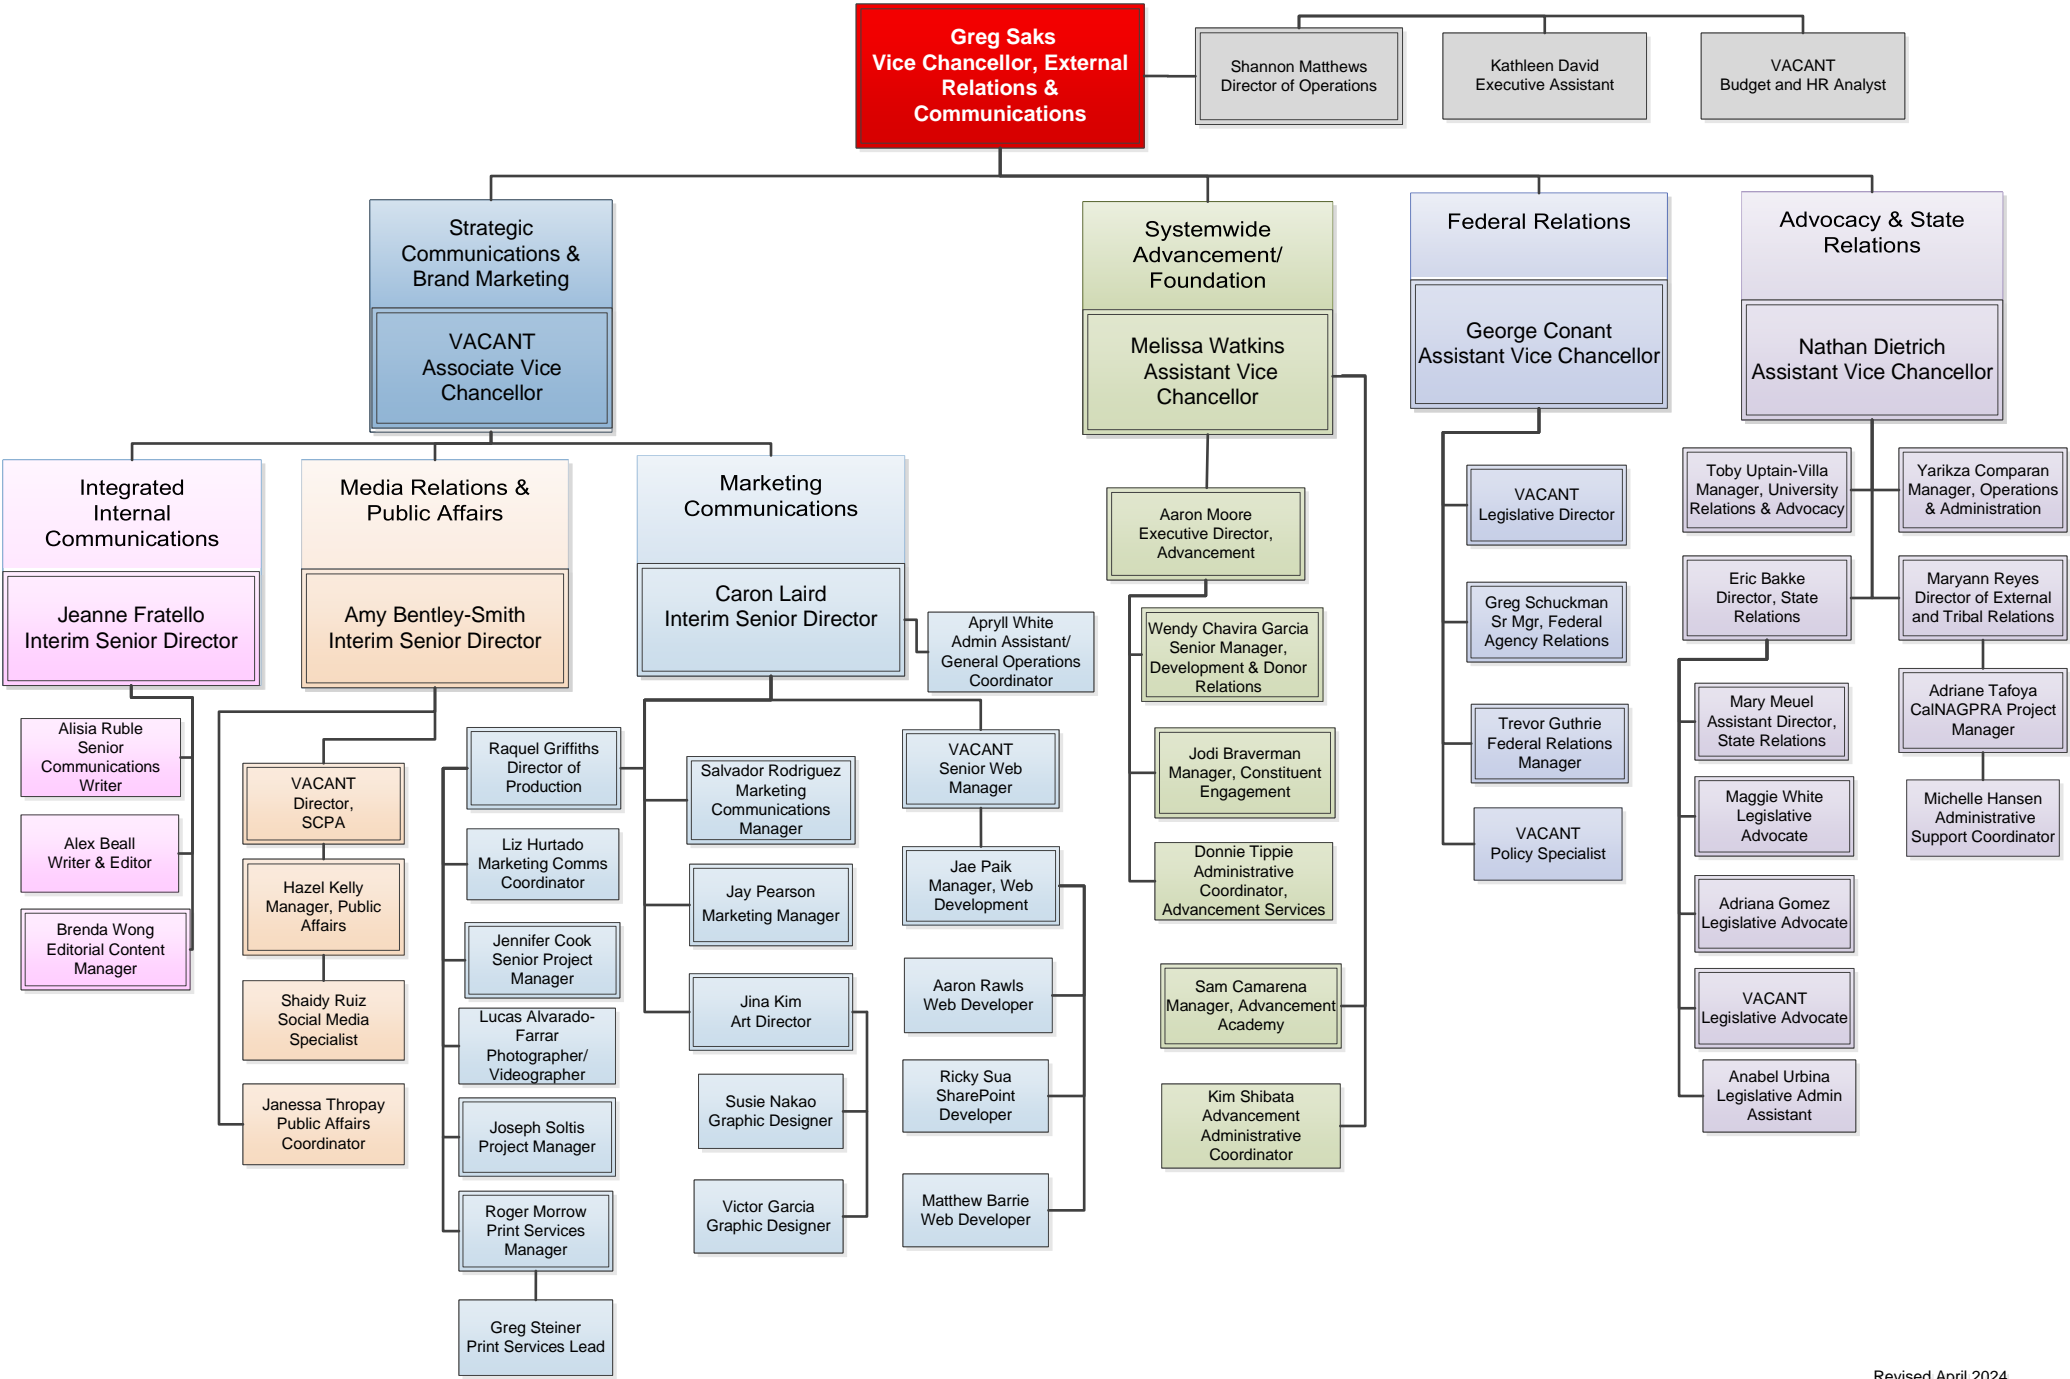 Greg Saks
Vice Chancellor, External
Relations &
Communications
Shannon Matthews
Director of Operations
Kathleen David
Executive Assistant
VACANT
Budget and HR Analyst
Strategic
Communications &
Brand Marketing
VACANT
Associate Vice
Chancellor
Systemwide
Advancement/
Foundation
Melissa Watkins
Assistant Vice
Chancellor
Federal Relations
George Conant
Assistant Vice Chancellor
Advocacy & State
Relations
Nathan Dietrich
Assistant Vice Chancellor
Integrated
Internal
Communications
Jeanne Fratello
Interim Senior Director
Alisia Ruble
Senior
Communications
Writer
Alex Beall
Writer & Editor
Brenda Wong
Editorial Content
Manager
Media Relations &
Public Affairs
Amy Bentley-Smith
Interim Senior Director
VACANT
Director,
SCPA
Hazel Kelly
Manager, Public
Affairs
Shaidy Ruiz
Social Media
Specialist
Janessa Thropay
Public Affairs
Coordinator
Marketing
Communications
Caron Laird
Interim Senior Director
Apryll White
Admin Assistant/
General Operations
Coordinator
Raquel Griffiths
Director of
Production
Liz Hurtado
Marketing Comms
Coordinator
Jennifer Cook
Senior Project
Manager
Lucas Alvarado-
Farrar
Photographer/
Videographer
Joseph Soltis
Project Manager
Roger Morrow
Print Services
Manager
Greg Steiner
Print Services Lead
Salvador Rodriguez
Marketing
Communications
Manager
Jay Pearson
Marketing Manager
Jina Kim
Art Director
Susie Nakao
Graphic Designer
Victor Garcia
Graphic Designer
VACANT
Senior Web
Manager
Jae Paik
Manager, Web
Development
Aaron Rawls
Web Developer
Ricky Sua
SharePoint
Developer
Matthew Barrie
Web Developer
Aaron Moore
Executive Director,
Advancement
Wendy Chavira Garcia
Senior Manager,
Development & Donor
Relations
Jodi Braverman
Manager, Constituent
Engagement
Donnie Tippie
Administrative
Coordinator,
Advancement Services
Sam Camarena
Manager, Advancement
Academy
Kim Shibata
Advancement
Administrative
Coordinator
VACANT
Legislative Director
Greg Schuckman
Sr Mgr, Federal
Agency Relations
Trevor Guthrie
Federal Relations
Manager
VACANT
Policy Specialist
Toby Uptain-Villa
Manager, University
Relations & Advocacy
Yarikza Comparan
Manager, Operations
& Administration
Eric Bakke
Director, State
Relations
Maryann Reyes
Director of External
and Tribal Relations
Mary Meuel
Assistant Director,
State Relations
Maggie White
Legislative
Advocate
Adriana Gomez
Legislative Advocate
VACANT
Legislative Advocate
Anabel Urbina
Legislative Admin
Assistant
Adriane Tafoya
CalNAGPRA Project
Manager
Michelle Hansen
Administrative
Support Coordinator
Revised April 2024